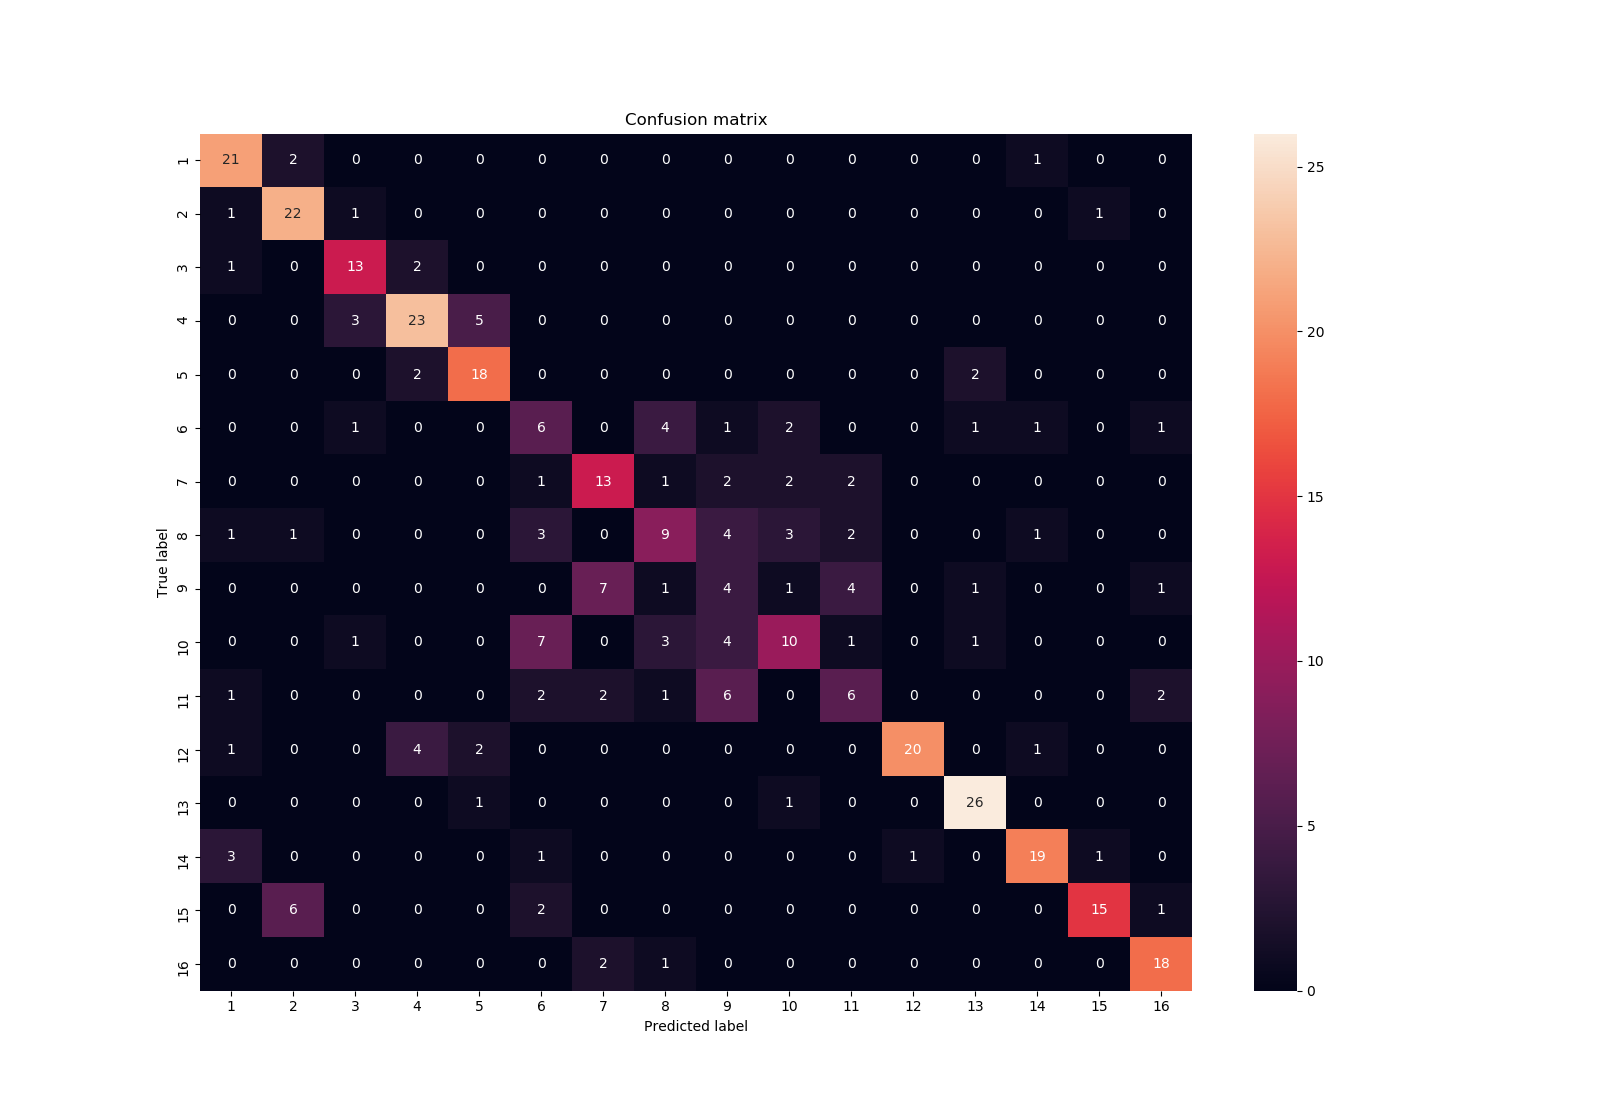 Confusion matrix
1 21 2 0 0 0 0 0 0 0 0 0 0 0 1 0 0
2 1 22 1 0 0 0 0 0 0 0 0 0 0 0 1 0
3 1 0 13 2 0 0 0 0 0 0 0 0 0 0 0 0
4 0 0 3 23 5 0 0 0 0 0 0 0 0 0 0 0
5 0 0 0 2 18 0 0 0 0 0 0 0 2 0 0 0
6 0 0 1 0 0 6 0 4 1 2 0 0 1 1 0 1
7 0 0 0 0 0 1 13 1 2 2 2 0 0 0 0 0
8 1 1 0 0 0 3 0 9 4 3 2 0 0 1 0 0
9 0 0 0 0 0 0 7 1 4 1 4 0 1 0 0 1
10 0 0 1 0 0 7 0 3 4 10 1 0 1 0 0 0
11 1 0 0 0 0 2 2 1 6 0 6 0 0 0 0 2
12 1 0 0 4 2 0 0 0 0 0 0 20 0 1 0 0
13 0 0 0 0 1 0 0 0 0 1 0 0 26 0 0 0
14 3 0 0 0 0 1 0 0 0 0 0 1 0 19 1 0
15 0 6 0 0 0 2 0 0 0 0 0 0 0 0 15 1
16 0 0 0 0 0 0 2 1 0 0 0 0 0 0 0 18
1 2 3 4 5 6 7 8 9 10 11 12 13 14 15 16
Predicted label
True label
25
20
15
10
5
0